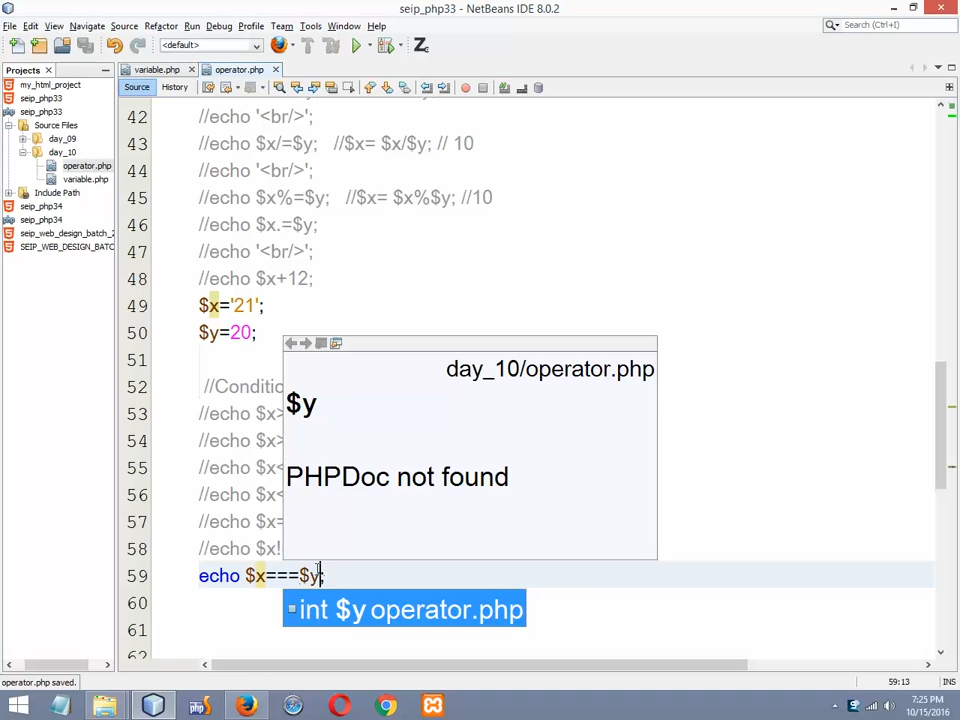 seip_php33 - NetBeans IDE 8.0.2
File Edit View Navigate Source Refactor Run Debug Profile Team Tools Window Help
Search (Ctrl+I)
<default>
Projects
variable.php
operator.php
Source History
my_html_project
seip_php33
seip_php33
Source Files
day_09
day_10
operator.php
variable.php
Include Path
seip_php34
seip_php34
seip_web_design_batch_2
SEIP_WEB_DESIGN_BATC
42 //echo '<br/>';
43 //echo $x/=$y; //$x= $x/$y; // 10
44 //echo '<br/>';
45 //echo $x%=$y; //$x= $x%$y; //10
46 //echo $x.=$y;
47 //echo '<br/>';
48 //echo $x+12;
49 $x='21';
50 $y=20;
51
52 //Conditio
53 //echo $x>
54 //echo $x>
55 //echo $x<
56 //echo $x<
57 //echo $x=
58 //echo $x!
59 echo $x===$y;
60
61
62
day_10/operator.php
$y
PHPDoc not found
int $y operator.php
operator.php saved.
59:13
INS
7:25 PM
10/15/2016